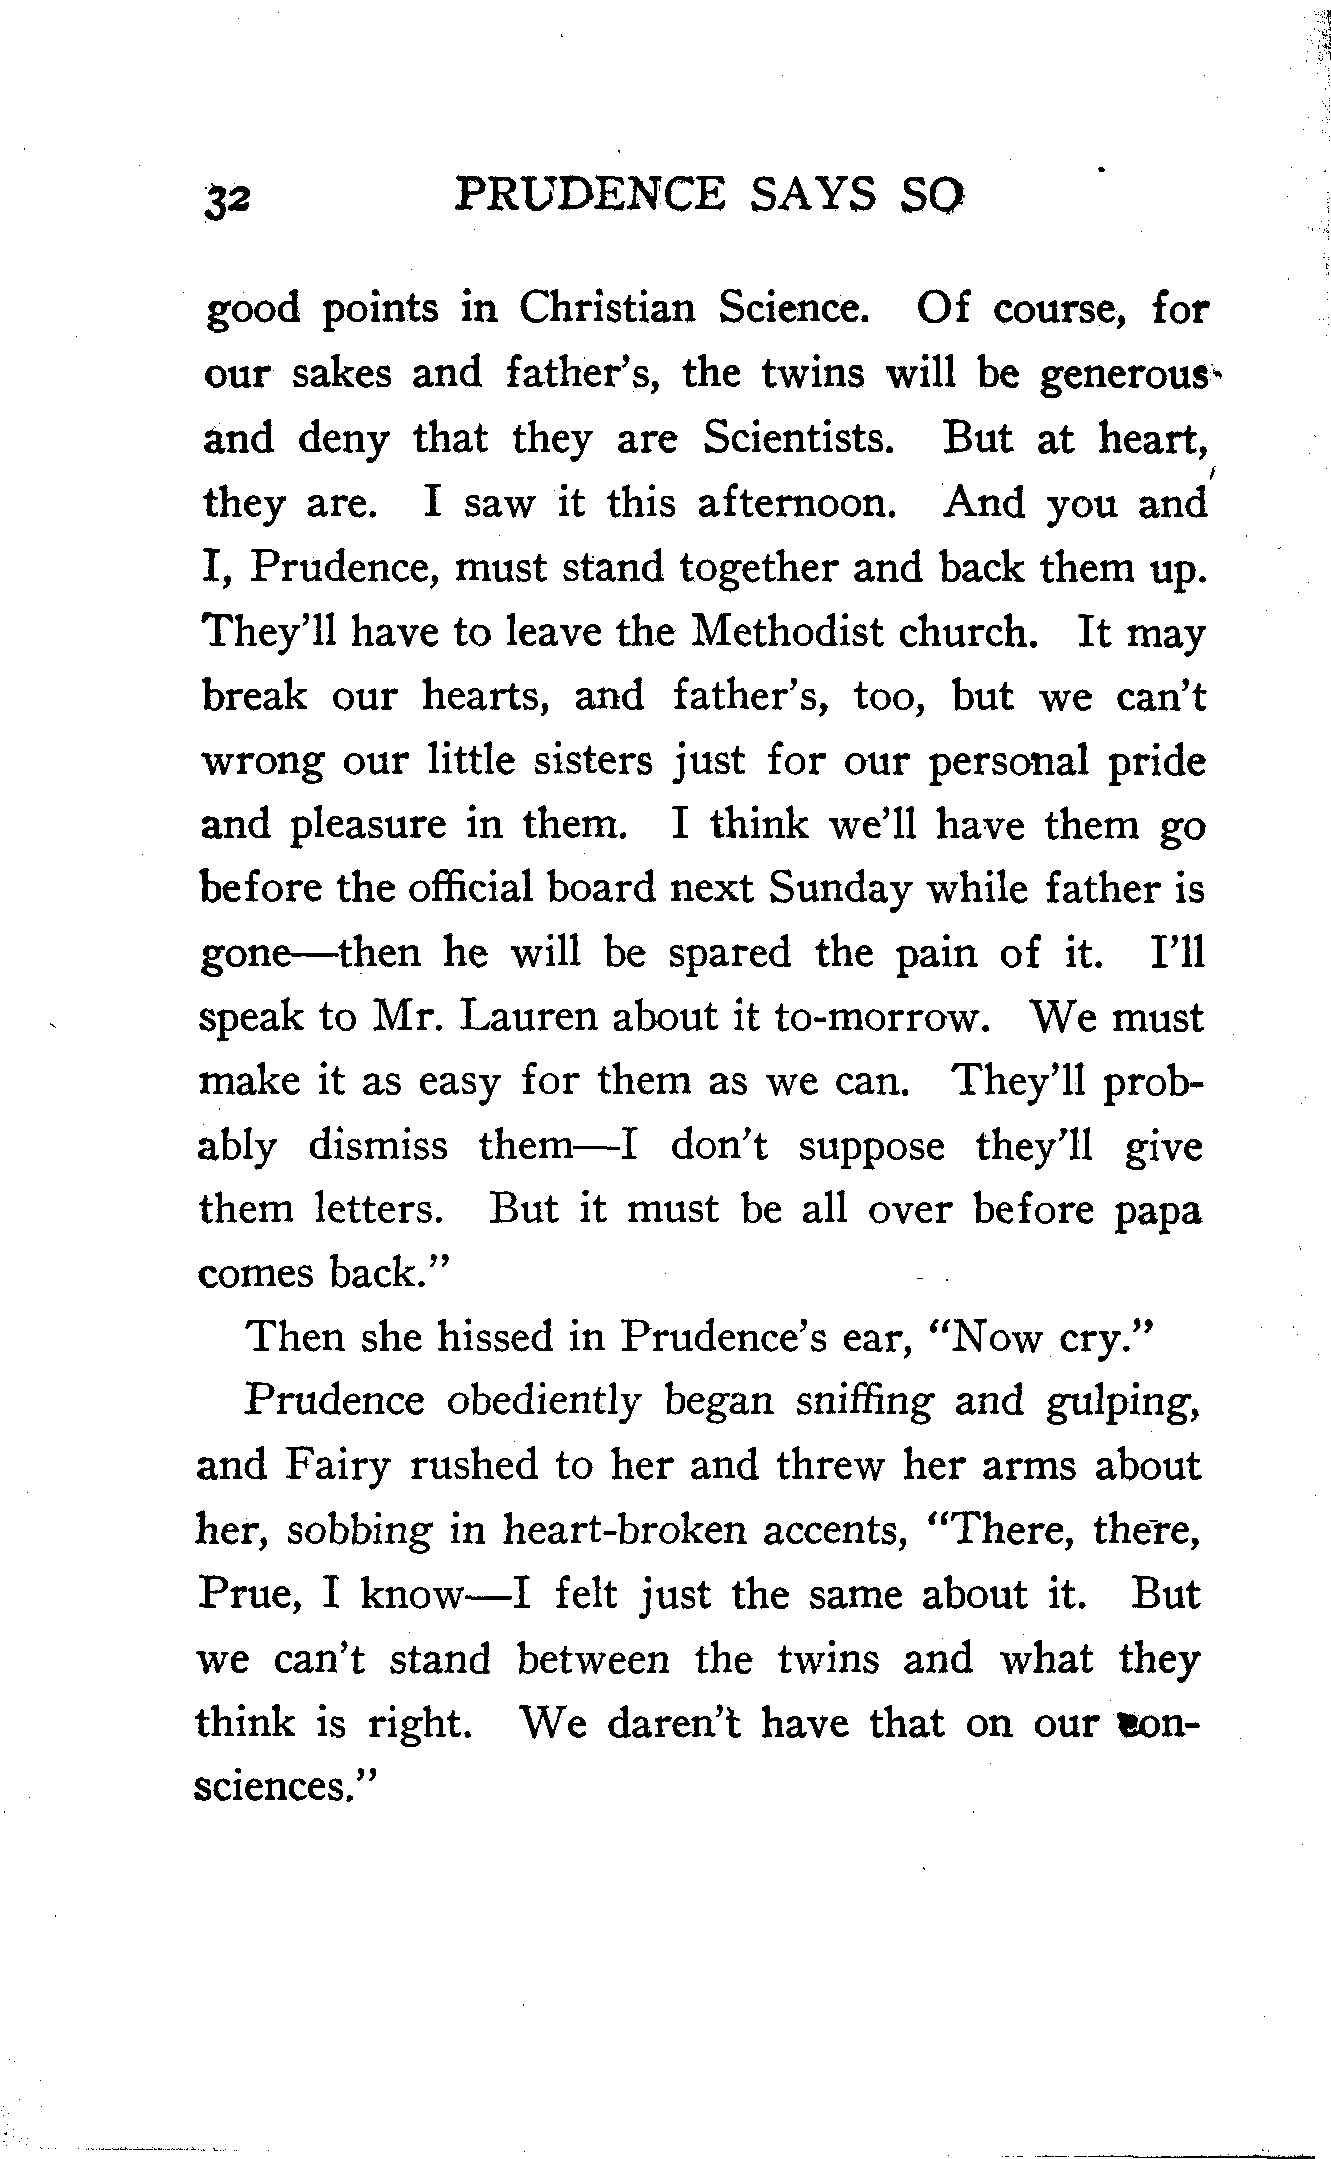 32 PRUDENCE SAYS SO
good points in Christian Science. Of course, for
our sakes and father's, the twins will be generous
and deny that they are Scientists. But at heart,
they are. I saw it this afternoon. And you and
I, Prudence, must stand together and back them up.
They'll have to leave the Methodist church. It may
break our hearts, and father's, too, but we can't
wrong our little sisters just for our personal pride
and pleasure in them. I think we'll have them go
before the official board next Sunday while father is
gone—then he will be spared the pain of it. I'll
speak to Mr. Lauren about it to-morrow. We must
make it as easy for them as we can. They'll prob-
ably dismiss them—I don't suppose they'll give
them letters. But it must be all over before papa
comes back."
Then she hissed in Prudence's ear, "Now cry."
Prudence obediently began sniffing and gulping,
and Fairy rushed to her and threw her arms about
her, sobbing in heart-broken accents, "There, there,
Prue, I know—I felt just the same about it. But
we can't stand between the twins and what they
think is right. We daren't have that on our con-
sciences."